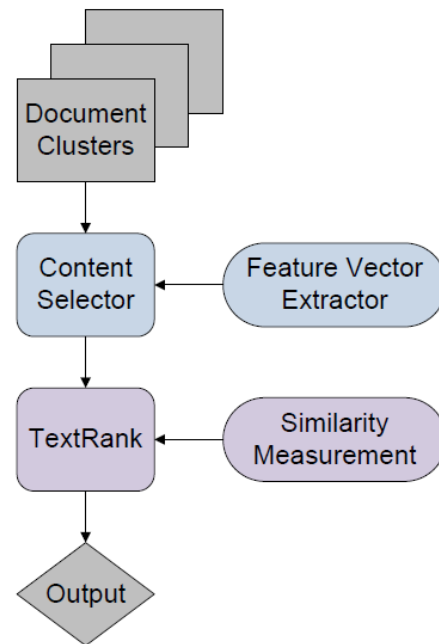 Document
Clusters
Content
Selector
Feature Vector
Extractor
TextRank
Similarity
Measurement
Output